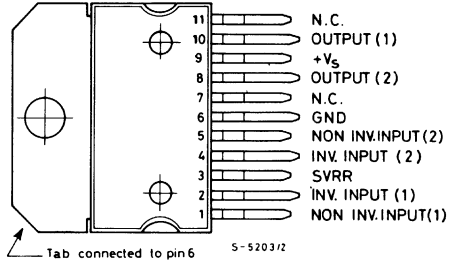 11 N.C.
10 OUTPUT (1)
9 +Vs
8 OUTPUT (2)
7 N.C.
6 GND
5 NON INV. INPUT (2)
4 INV. INPUT (2)
3 SVRR
2 INV. INPUT (1)
1 NON INV. INPUT(1)
Tab connected to pin 6
S-5203/2